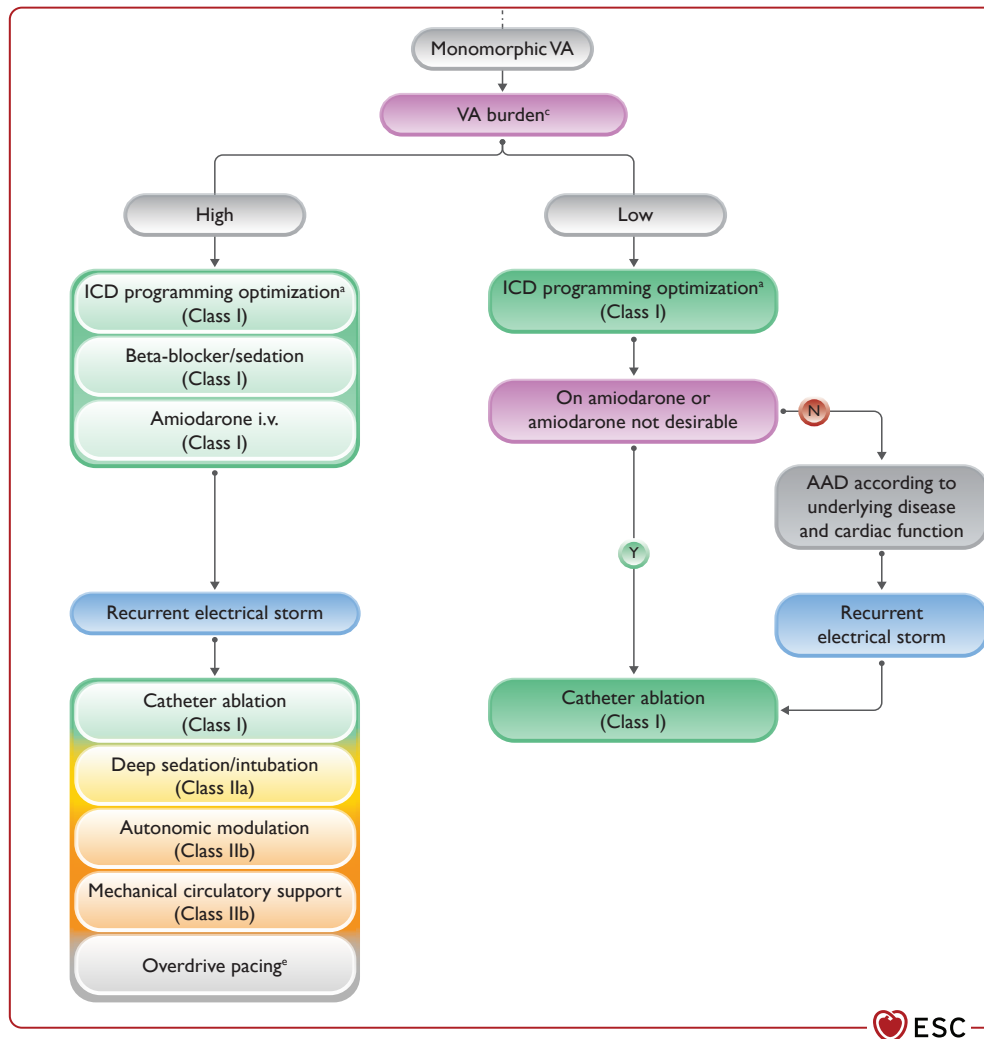 Monomorphic VA
VA burdenᶜ
High
Low
ICD programming optimizationᵃ
(Class I)
Beta-blocker/sedation
(Class I)
Amiodarone i.v.
(Class I)
Recurrent electrical storm
Catheter ablation
(Class I)
Deep sedation/intubation
(Class IIa)
Autonomic modulation
(Class IIb)
Mechanical circulatory support
(Class IIb)
Overdrive pacingᵉ
ICD programming optimizationᵃ
(Class I)
On amiodarone or
amiodarone not desirable
N
AAD according to
underlying disease
and cardiac function
Y
Recurrent
electrical storm
Catheter ablation
(Class I)
ESC